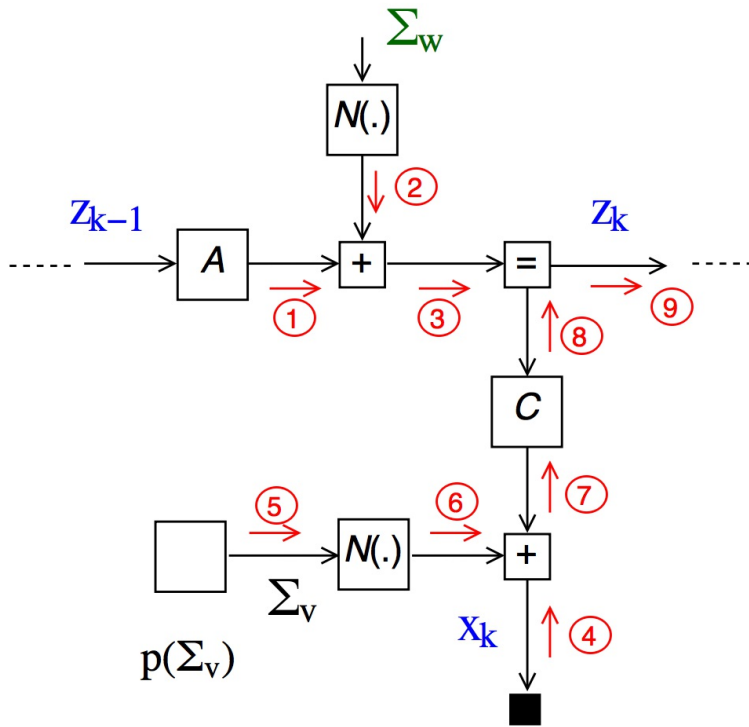 Σw
N(.)
②
zk−1
zk
A
+
=
①
③
⑨
⑧
C
⑤
⑥
⑦
N(.)
+
Σv
xk
④
p(Σv)